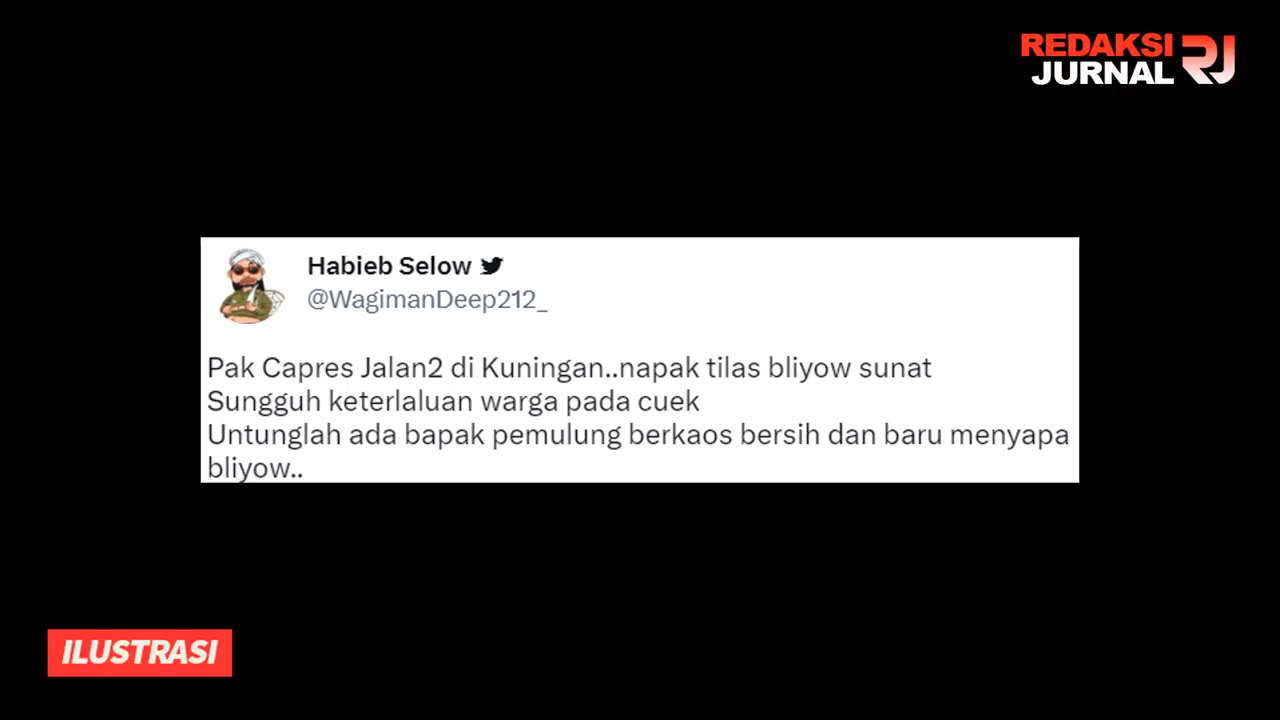 REDAKSI
JURNAL RJ
Habieb Selow
@WagimanDeep212_
Pak Capres Jalan2 di Kuningan..napak tilas bliyow sunat
Sungguh keterlaluan warga pada cuek
Untunglah ada bapak pemulung berkaos bersih dan baru menyapa
bliyow..
ILUSTRASI